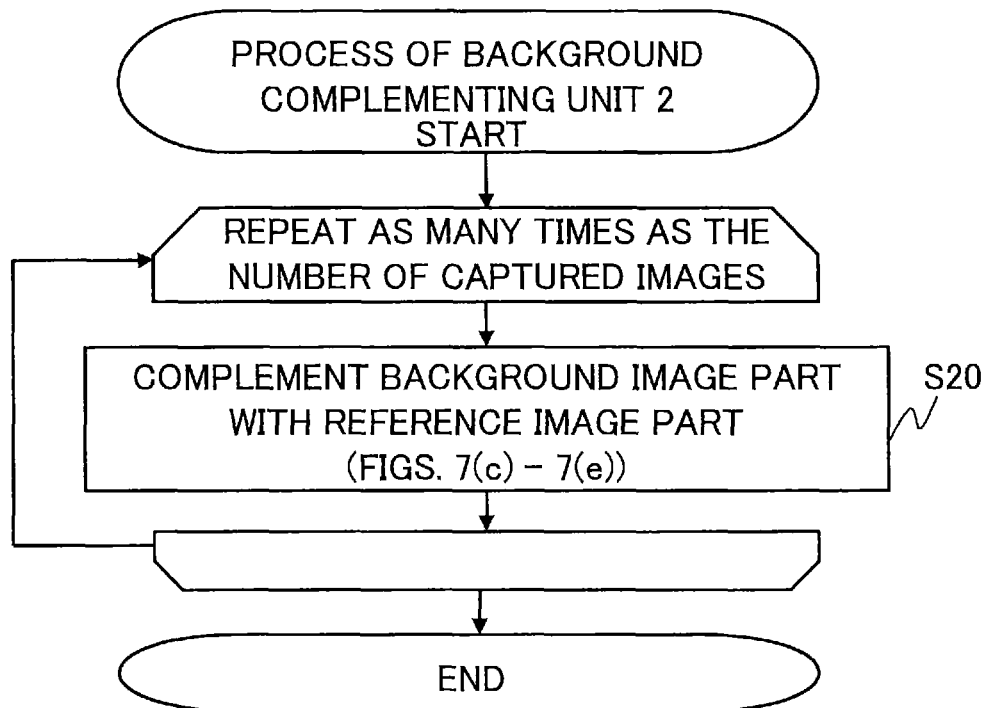 PROCESS OF BACKGROUND
COMPLEMENTING UNIT 2
START
REPEAT AS MANY TIMES AS THE
NUMBER OF CAPTURED IMAGES
COMPLEMENT BACKGROUND IMAGE PART
WITH REFERENCE IMAGE PART
(FIGS. 7(c) - 7(e))
S20
END